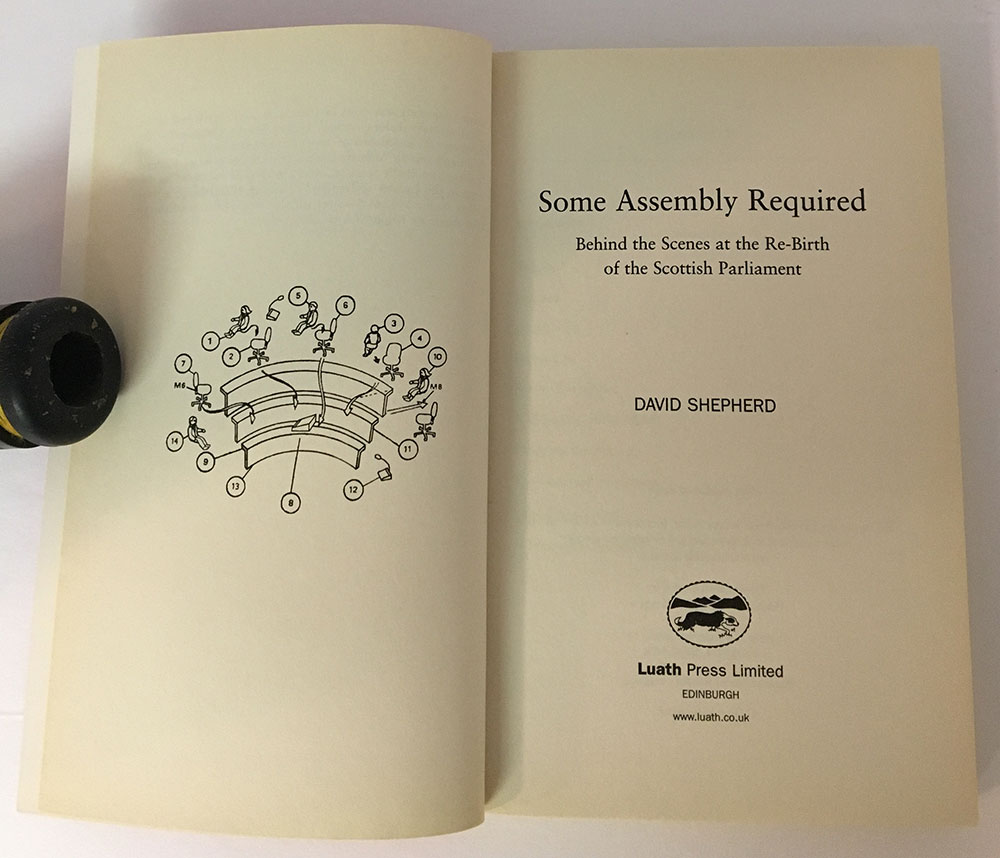 5
6
3
1
4
2
10
7
M6
M8
14
9
11
13
12
8
Some Assembly Required
Behind the Scenes at the Re-Birth
of the Scottish Parliament
DAVID SHEPHERD
Luath Press Limited
EDINBURGH
www.luath.co.uk